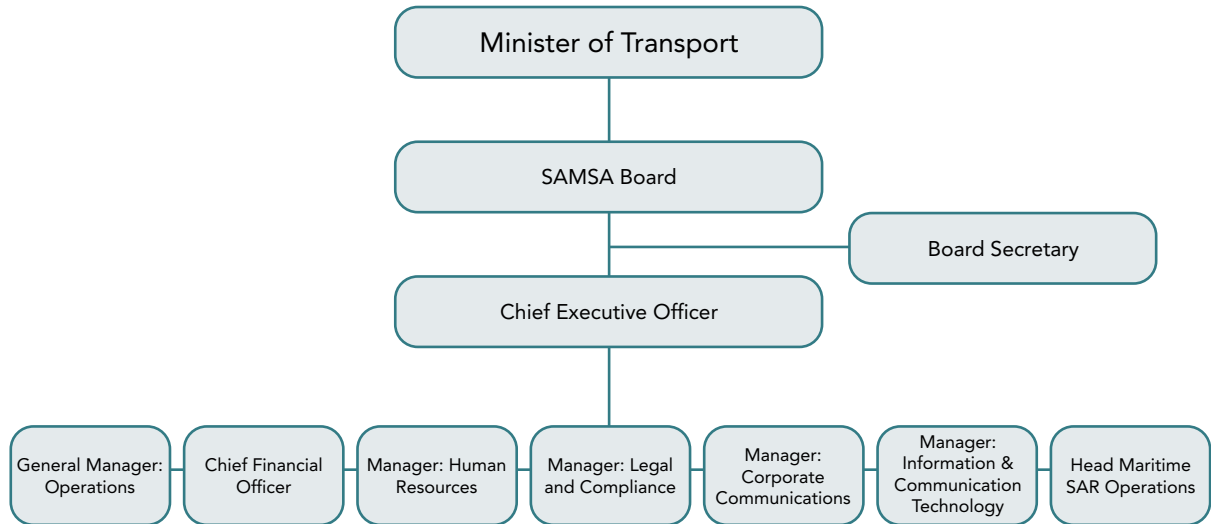 Minister of Transport
SAMSA Board
Board Secretary
Chief Executive Officer
General Manager:
Operations
Chief Financial
Officer
Manager: Human
Resources
Manager: Legal
and Compliance
Manager:
Corporate
Communications
Manager:
Information &
Communication
Technology
Head Maritime
SAR Operations